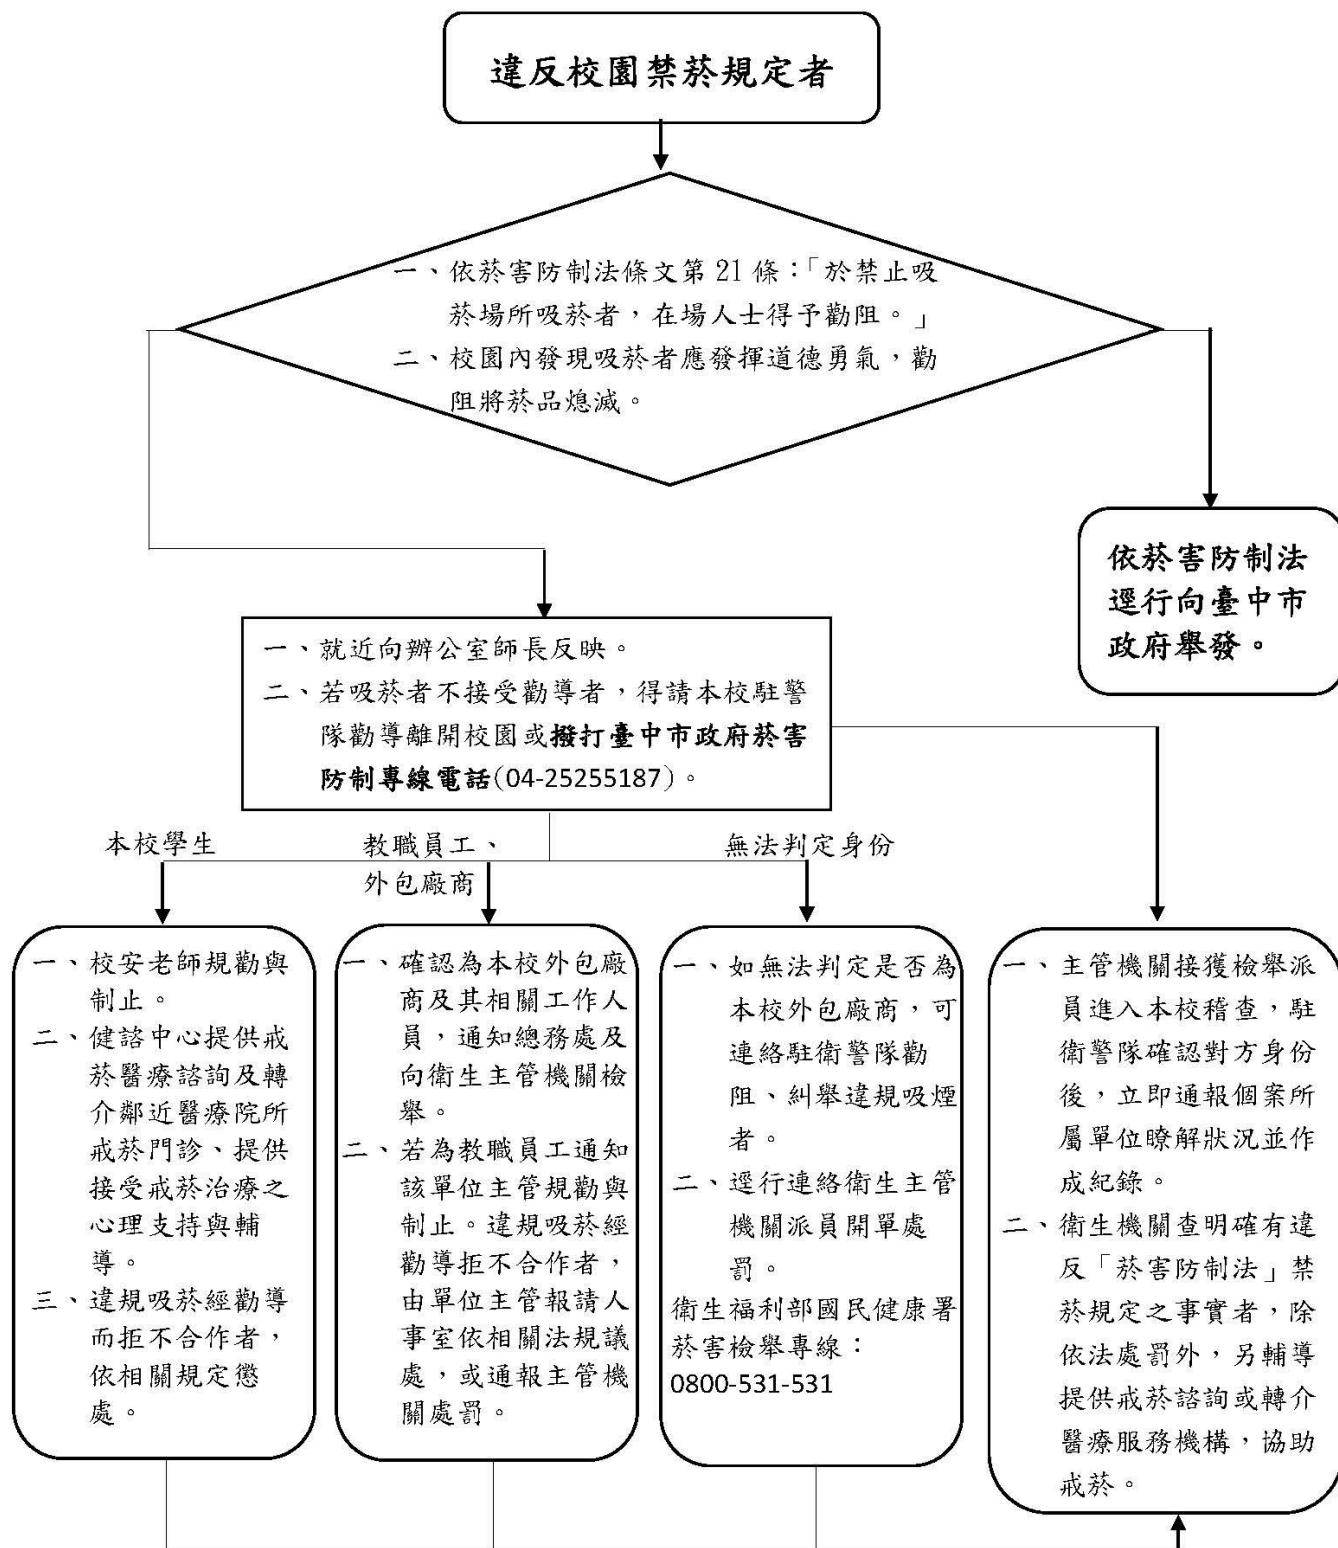 違反校園禁菸規定者
一、依菸害防制法條文第 21 條：「於禁止吸
菸場所吸菸者，在場人士得予勸阻。」
二、校園內發現吸菸者應發揮道德勇氣，勸
阻將菸品熄滅。
依菸害防制法
逕行向臺中市
政府舉發。
一、就近向辦公室師長反映。
二、若吸菸者不接受勸導者，得請本校駐警
隊勸導離開校園或撥打臺中市政府菸害
防制專線電話(04-25255187)。
本校學生
教職員工、
外包廠商
無法判定身份
一、校安老師規勸與
制止。
二、健諮中心提供戒
菸醫療諮詢及轉
介鄰近醫療院所
戒菸門診、提供
接受戒菸治療之
心理支持與輔
導。
三、違規吸菸經勸導
而拒不合作者，
依相關規定懲
處。
一、確認為本校外包廠
商及其相關工作人
員，通知總務處及
向衛生主管機關檢
舉。
二、若為教職員工通知
該單位主管規勸與
制止。違規吸菸經
勸導拒不合作者，
由單位主管報請人
事室依相關法規議
處，或通報主管機
關處罰。
一、如無法判定是否為
本校外包廠商，可
連絡駐衛警隊勸
阻、糾舉違規吸煙
者。
二、逕行連絡衛生主管
機關派員開單處
罰。
衛生福利部國民健康署
菸害檢舉專線：
0800-531-531
一、主管機關接獲檢舉派
員進入本校稽查，駐
衛警隊確認對方身份
後，立即通報個案所
屬單位瞭解狀況並作
成紀錄。
二、衛生機關查明確有違
反「菸害防制法」禁
菸規定之事實者，除
依法處罰外，另輔導
提供戒菸諮詢或轉介
醫療服務機構，協助
戒菸。